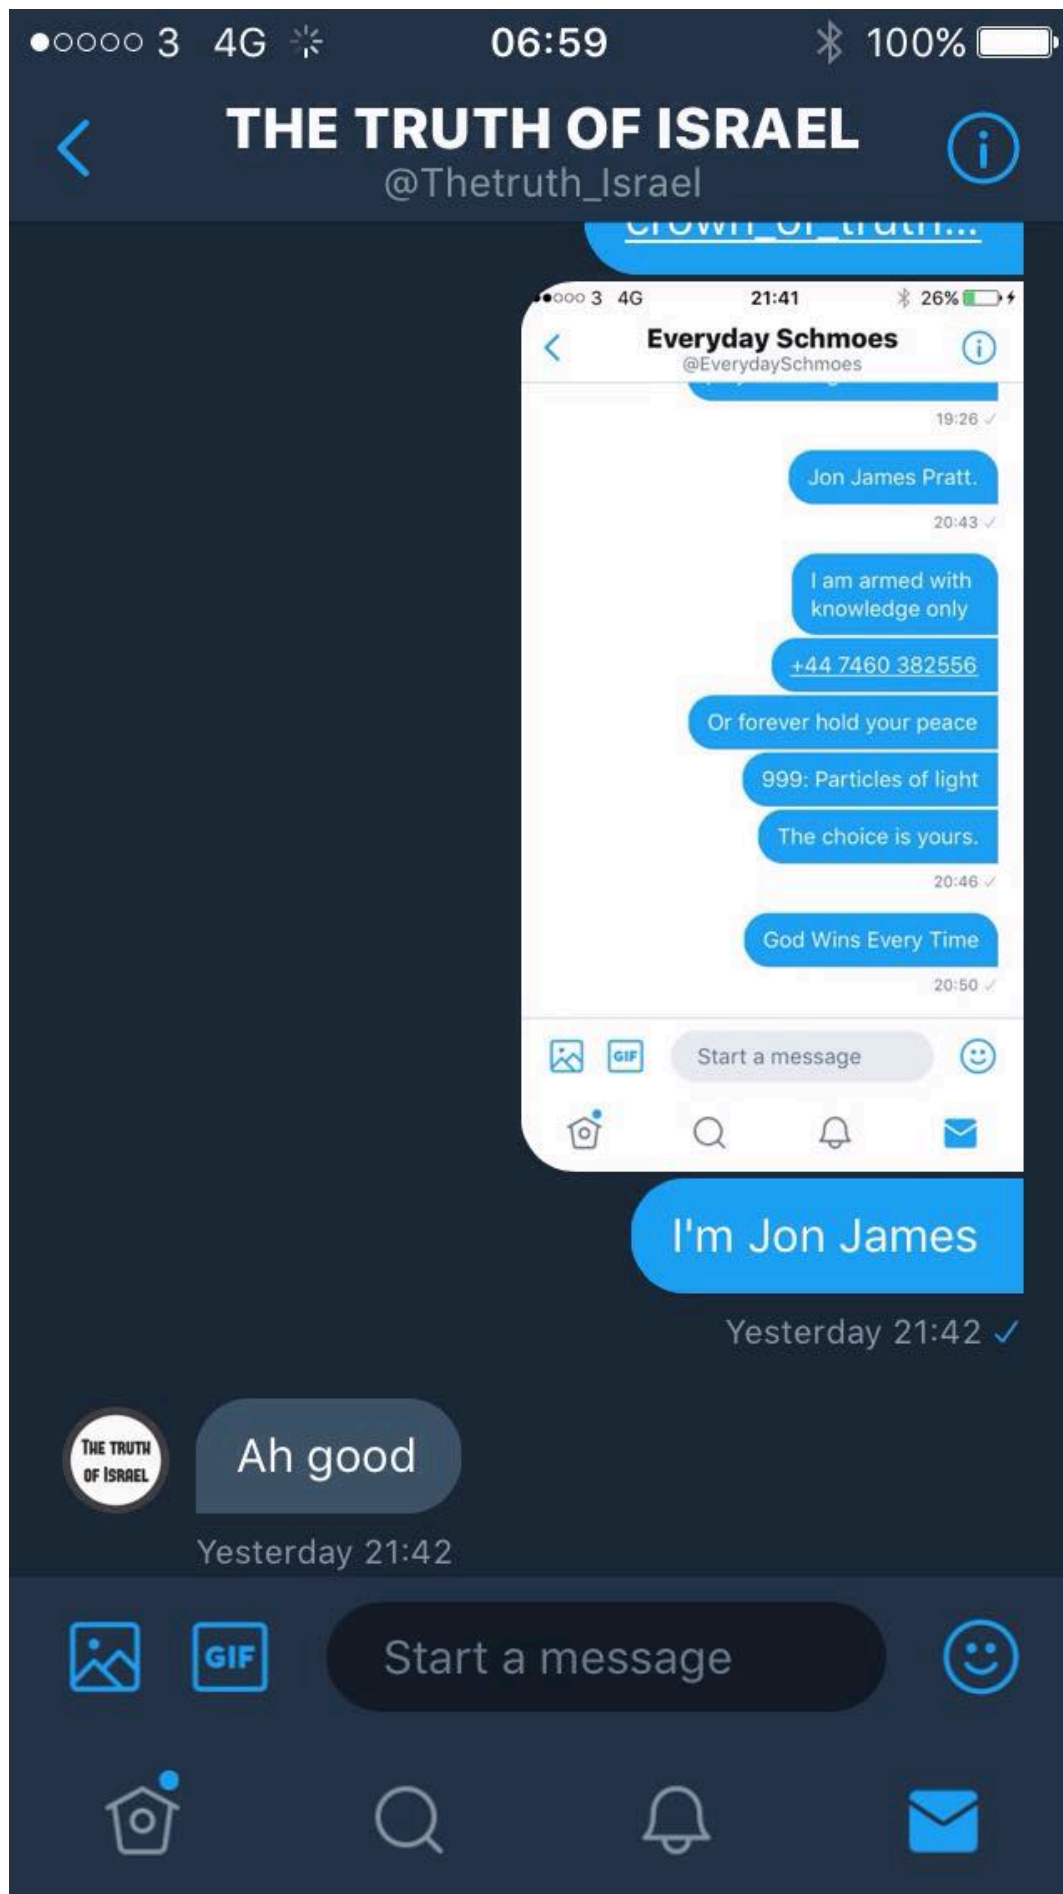 3 4G 06:59 100%
THE TRUTH OF ISRAEL
@Thetruth_Israel
crown_of_truth...
3 4G 21:41 26%
Everyday Schmoes
@EverydaySchmoes
19:26
Jon James Pratt.
20:43
I am armed with
knowledge only
+44 7460 382556
Or forever hold your peace
999: Particles of light
The choice is yours.
20:46
God Wins Every Time
20:50
GIF Start a message
I'm Jon James
Yesterday 21:42
THE TRUTH
OF ISRAEL
Ah good
Yesterday 21:42
GIF Start a message